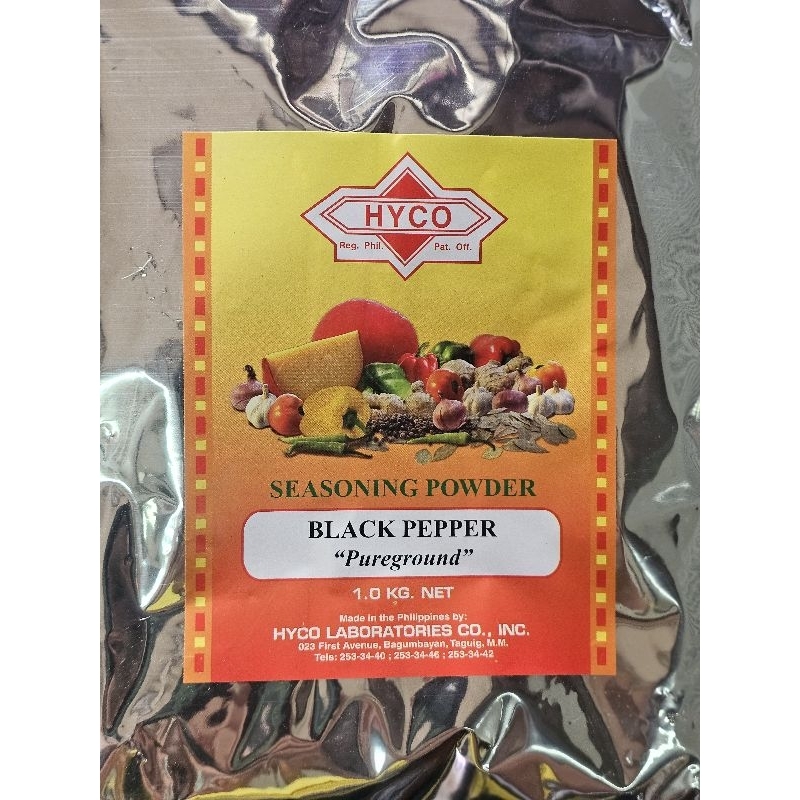 HYCO
Reg. Phil. Pat. Off.
SEASONING POWDER
BLACK PEPPER
“Pureground”
1.0 KG. NET
Made in the Philippines by:
HYCO LABORATORIES CO., INC.
023 First Avenue, Bagumbayan, Taguig, M.M.
Tels: 253-34-40 ; 253-34-46 ; 253-34-42